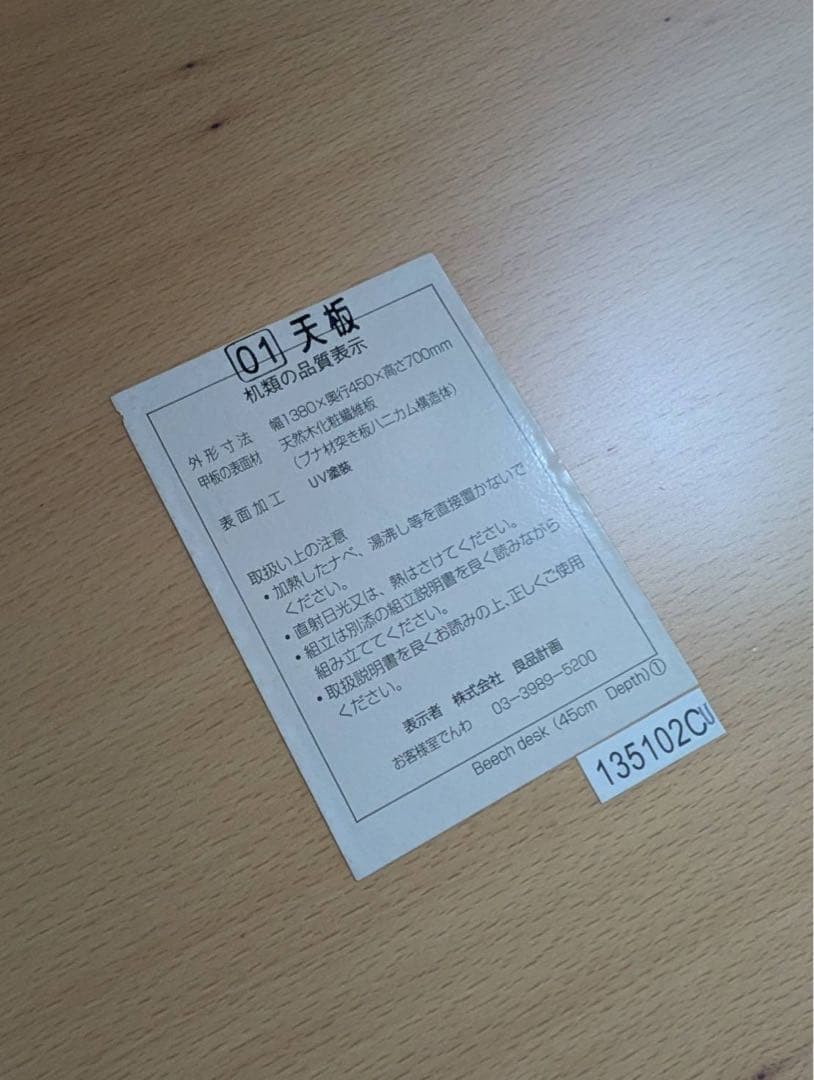 01 天板
机類の品質表示
外形寸法 幅1380×奥行450×高さ700mm
甲板の表面材 天然木化粧繊維板
(ブナ材突き板ハニカム構造体)
表面加工 UV塗装
取扱い上の注意
•加熱したナベ、湯沸し等を直接置かないで
ください。
•直射日光又は、熱はさけてください。
•組立は別添の組立説明書を良く読みながら
組み立ててください。
•取扱説明書を良くお読みの上、正しくご使用
ください。
表示者 株式会社 良品計画
お客様室でんわ 03-3989-5200
Beech desk (45cm Depth)①
135102CU